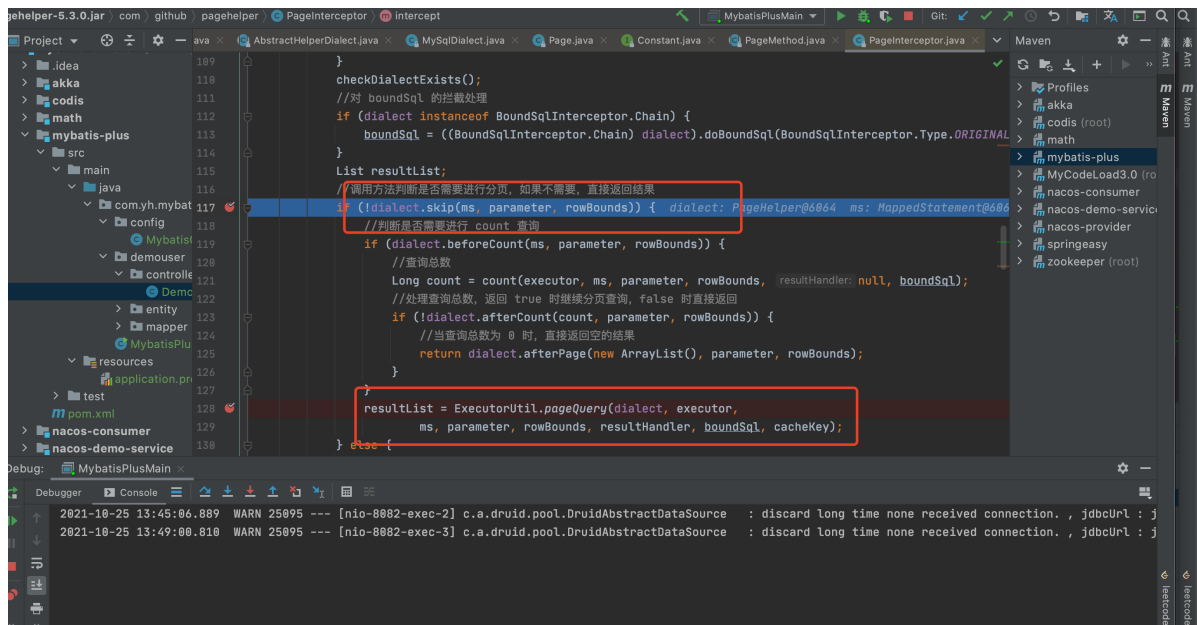 gehelper-5.3.0.jar com github pagehelper PageInterceptor intercept MybatisPlusMain Git:
Project ava AbstractHelperDialect.java MySqlDialect.java Page.java Constant.java PageMethod.java PageInterceptor.java Maven
.idea
akka
codis
math
mybatis-plus
src
main
java
com.yh.mybat
config
Mybatis
demouser
controlle
Demo
entity
mapper
MybatisPlu
resources
application.pr
test
pom.xml
nacos-consumer
nacos-demo-service
109 }
110 checkDialectExists();
111 //对 boundSql 的拦截处理
112 if (dialect instanceof BoundSqlInterceptor.Chain) {
113 boundSql = ((BoundSqlInterceptor.Chain) dialect).doBoundSql(BoundSqlInterceptor.Type.ORIGINAL
114 }
115 List resultList;
116 //调用方法判断是否需要进行分页，如果不需要，直接返回结果
117 if (!dialect.skip(ms, parameter, rowBounds)) { dialect: PageHelper@6064 ms: MappedStatement@606
118 //判断是否需要进行 count 查询
119 if (dialect.beforeCount(ms, parameter, rowBounds)) {
120 //查询总数
121 Long count = count(executor, ms, parameter, rowBounds, resultHandler: null, boundSql);
122 //处理查询总数，返回 true 时继续分页查询，false 时直接返回
123 if (!dialect.afterCount(count, parameter, rowBounds)) {
124 //当查询总数为 0 时，直接返回空的结果
125 return dialect.afterPage(new ArrayList(), parameter, rowBounds);
126 }
127 }
128 resultList = ExecutorUtil.pageQuery(dialect, executor,
129 ms, parameter, rowBounds, resultHandler, boundSql, cacheKey);
130 } else {
Profiles
akka
codis (root)
math
mybatis-plus
MyCodeLoad3.0 (ro
nacos-consumer
nacos-demo-servic
nacos-provider
springeasy
zookeeper (root)
Ant
Maven
leetcode
Ant
Maven
leetcode
Debug: MybatisPlusMain
Debugger Console
2021-10-25 13:45:06.889 WARN 25095 --- [nio-8082-exec-2] c.a.druid.pool.DruidAbstractDataSource : discard long time none received connection. , jdbcUrl : j
2021-10-25 13:49:00.810 WARN 25095 --- [nio-8082-exec-3] c.a.druid.pool.DruidAbstractDataSource : discard long time none received connection. , jdbcUrl : j